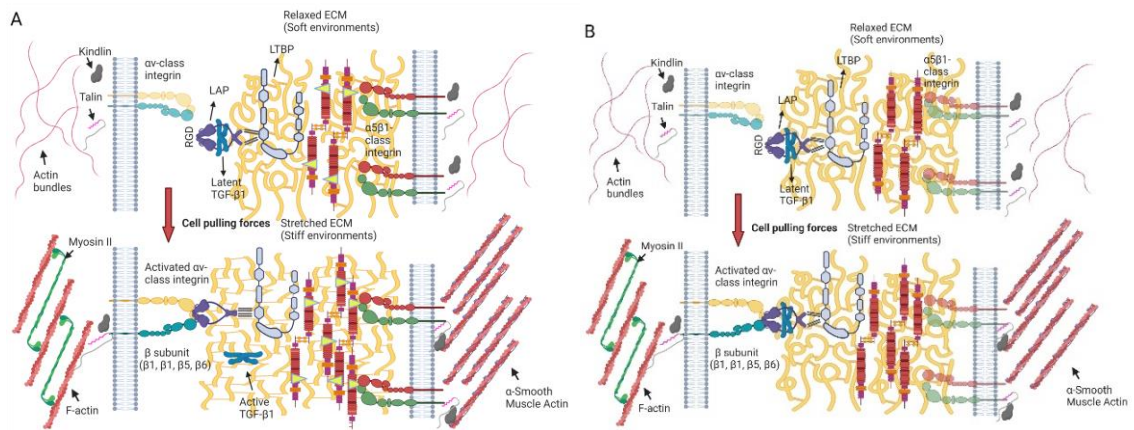 A
Relaxed ECM
(Soft environments)
Kindlin
αv-class
integrin
LTBP
Talin
LAP
RGD
α5β1-
class
integrin
Actin
bundles
Latent
TGF-β1
Cell pulling forces
Stretched ECM
(Stiff environments)
Myosin II
Activated αv-
class integrin
β subunit
(β1, β1, β5, β6)
F-actin
Active
TGF-β1
α-Smooth
Muscle Actin
B
Relaxed ECM
(Soft environments)
Kindlin
αv-class
integrin
LTBP
α5β1-
class
integrin
Talin
LAP
RGD
Actin
bundles
Latent
TGF-β1
Cell pulling forces
Stretched ECM
(Stiff environments)
Myosin II
Activated αv-
class integrin
β subunit
(β1, β1, β5, β6)
F-actin
α-Smooth
Muscle Actin